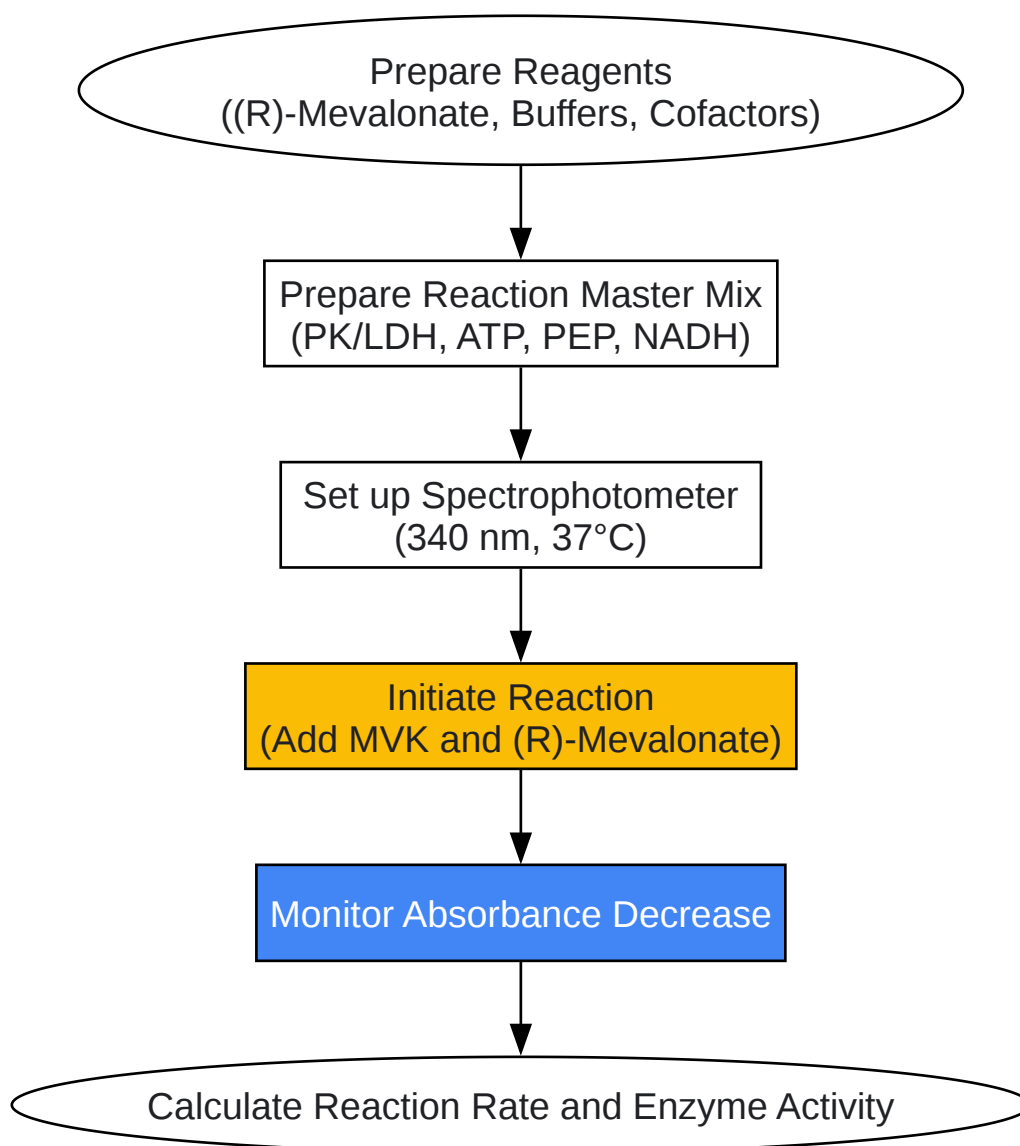 Prepare Reagents
((R)-Mevalonate, Buffers, Cofactors)
Prepare Reaction Master Mix
(PK/LDH, ATP, PEP, NADH)
Set up Spectrophotometer
(340 nm, 37°C)
Initiate Reaction
(Add MVK and (R)-Mevalonate)
Monitor Absorbance Decrease
Calculate Reaction Rate and Enzyme Activity